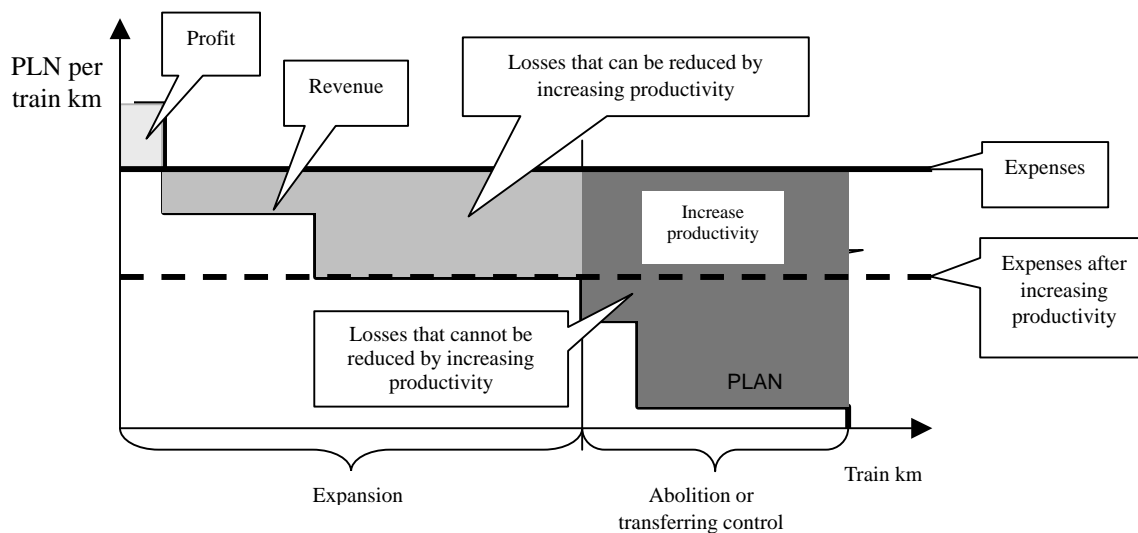 Profit
PLN per
train km
Revenue
Losses that can be reduced by
increasing productivity
Expenses
Increase
productivity
Expenses after
increasing
productivity
Losses that cannot be
reduced by increasing
productivity
PLAN
Train km
Expansion
Abolition or
transferring control